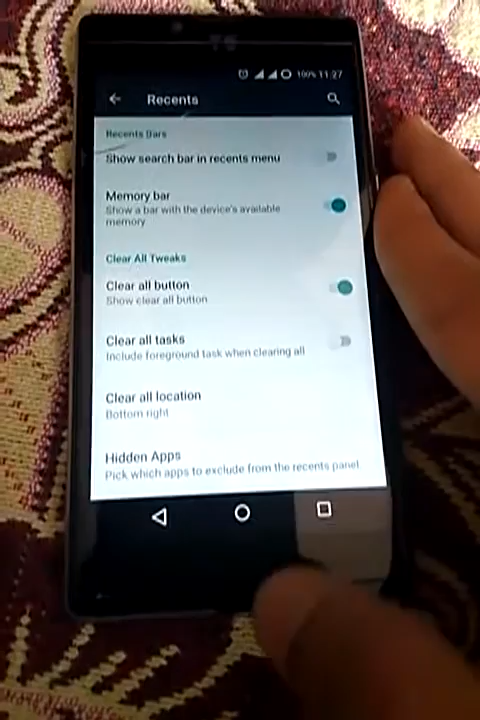 100% 11:27
Recents
Recents Bars
Show search bar in recents menu
Memory bar
Show a bar with the device's available
memory
Clear All Tweaks
Clear all button
Show clear all button
Clear all tasks
Include foreground task when clearing all
Clear all location
Bottom right
Hidden Apps
Pick which apps to exclude from the recents panel